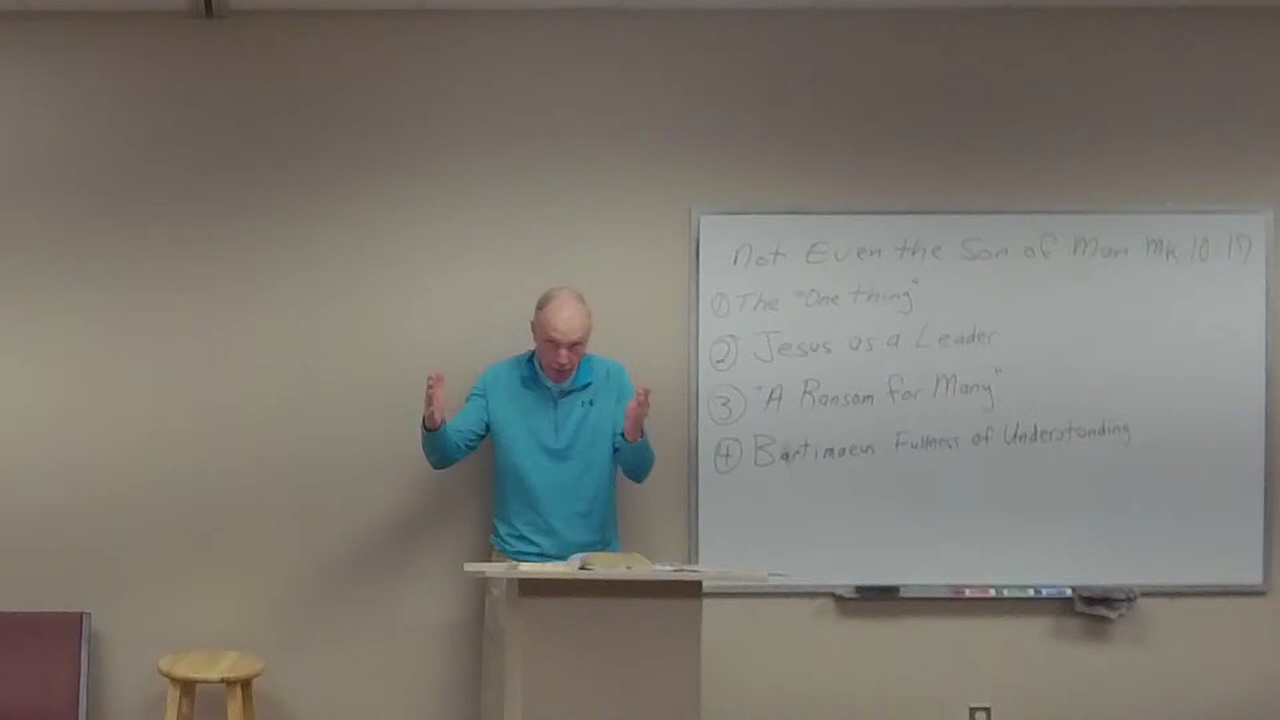 Not Even the Son of Man Mk 10:17
① The "One thing"
② Jesus as a Leader
③ "A Ransom for Many"
④ Bartimaeus Fullness of Understanding